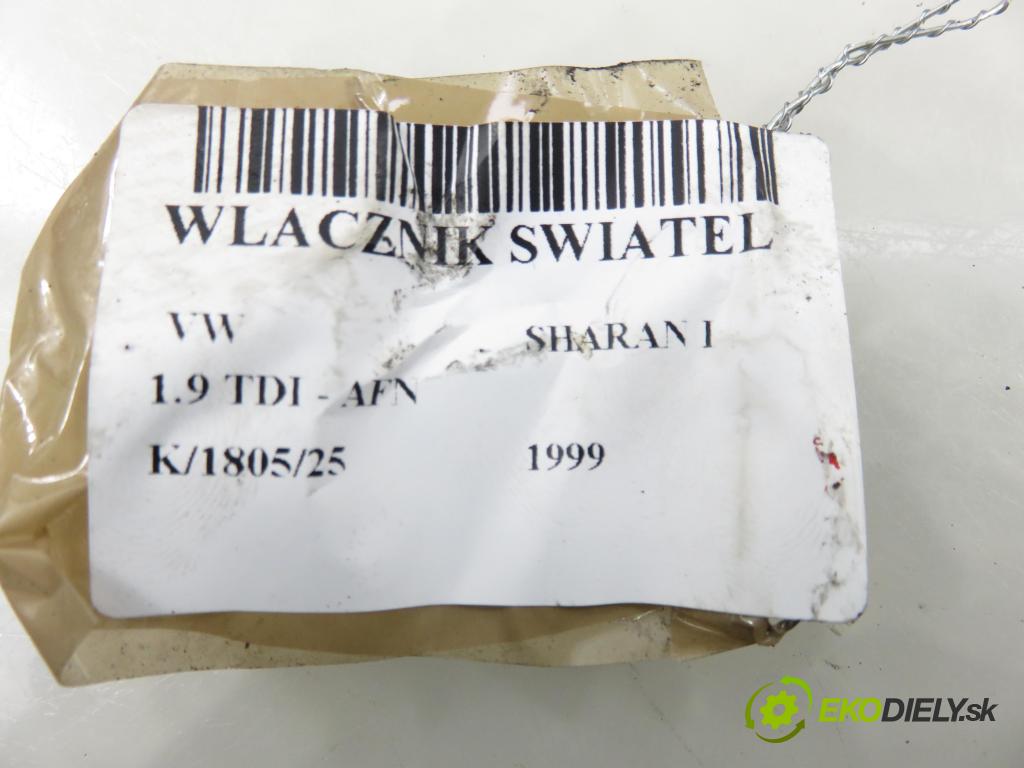 WLACZNIK SWIATEL
VW SHARAN I
1.9 TDI - AFN
K/1805/25 1999
EKODIELY.sk